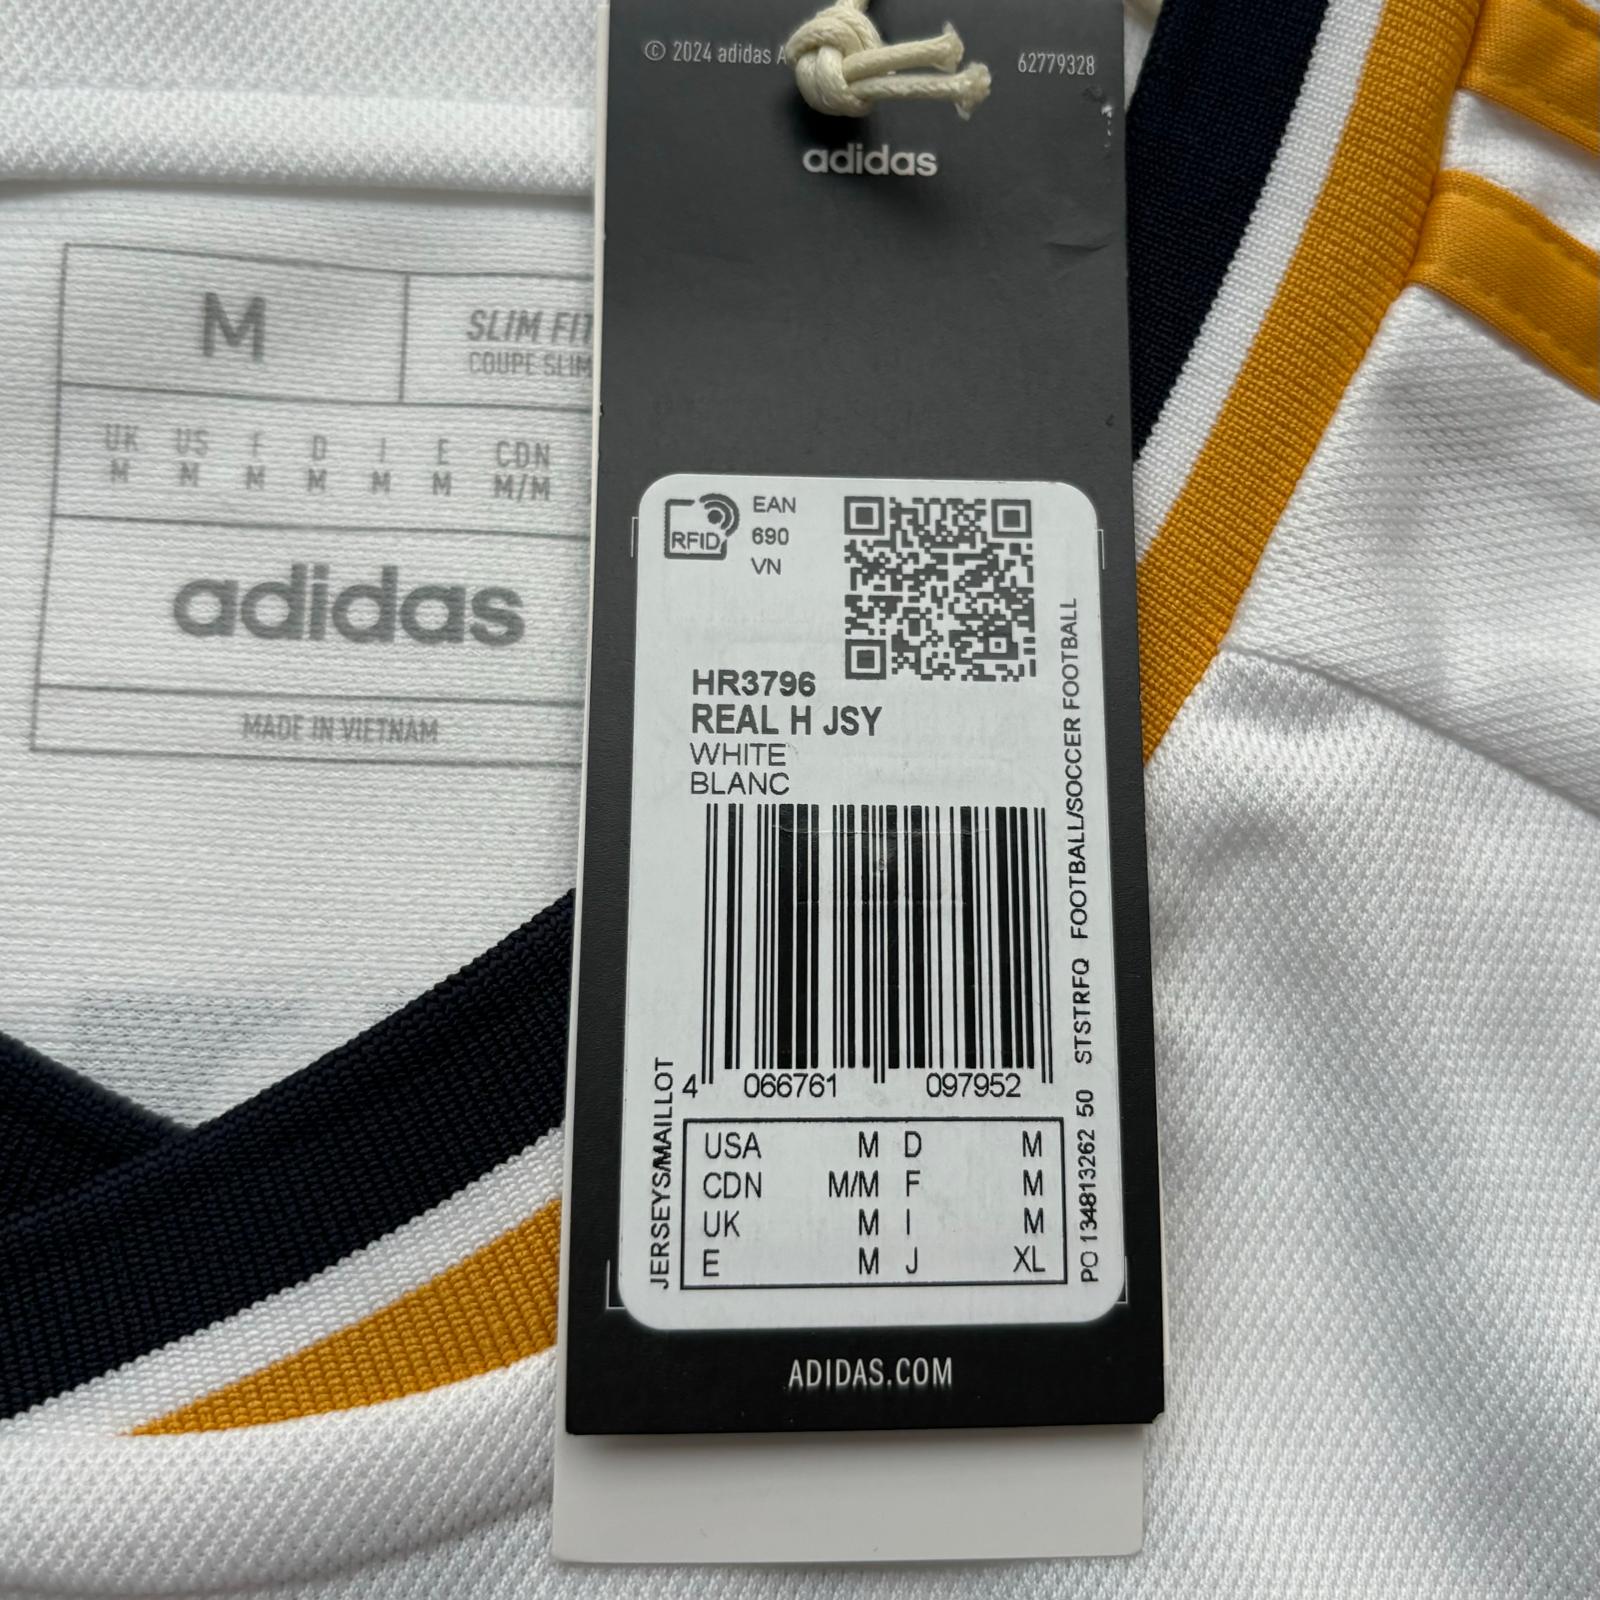 © 2024 adidas A
62779328
adidas
M
SLIM FIT
COUPE SLIM
UK US F D I E CDN
M M M M M M M/M
adidas
MADE IN VIETNAM
RFID
EAN
690
VN
HR3796
REAL H JSY
WHITE
BLANC
4 066761 097952
JERSEYS/MAILLOT
PO 134813262 50 STSTRFQ FOOTBALL/SOCCER FOOTBALL
USA M D M
CDN M/M F M
UK M I M
E M J XL
ADIDAS.COM